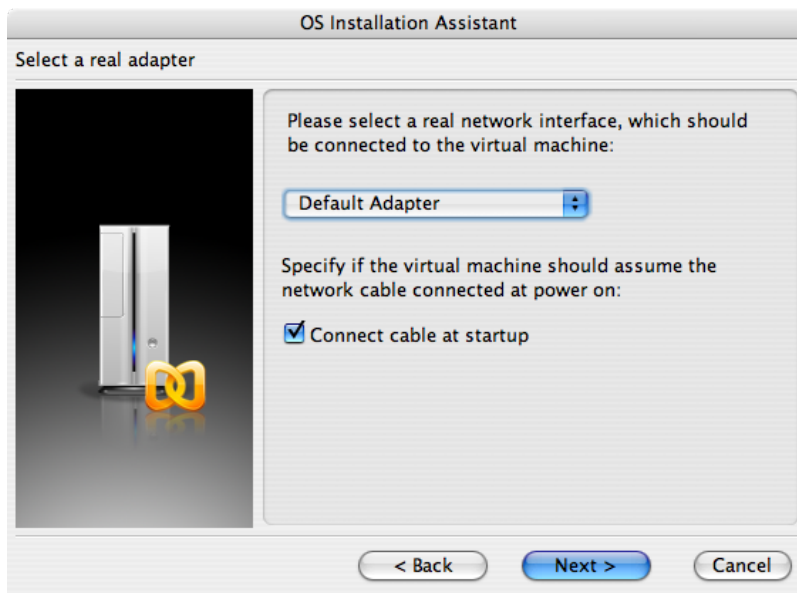 OS Installation Assistant
Select a real adapter
Please select a real network interface, which should
be connected to the virtual machine:
Default Adapter
Specify if the virtual machine should assume the
network cable connected at power on:
Connect cable at startup
< Back
Next >
Cancel